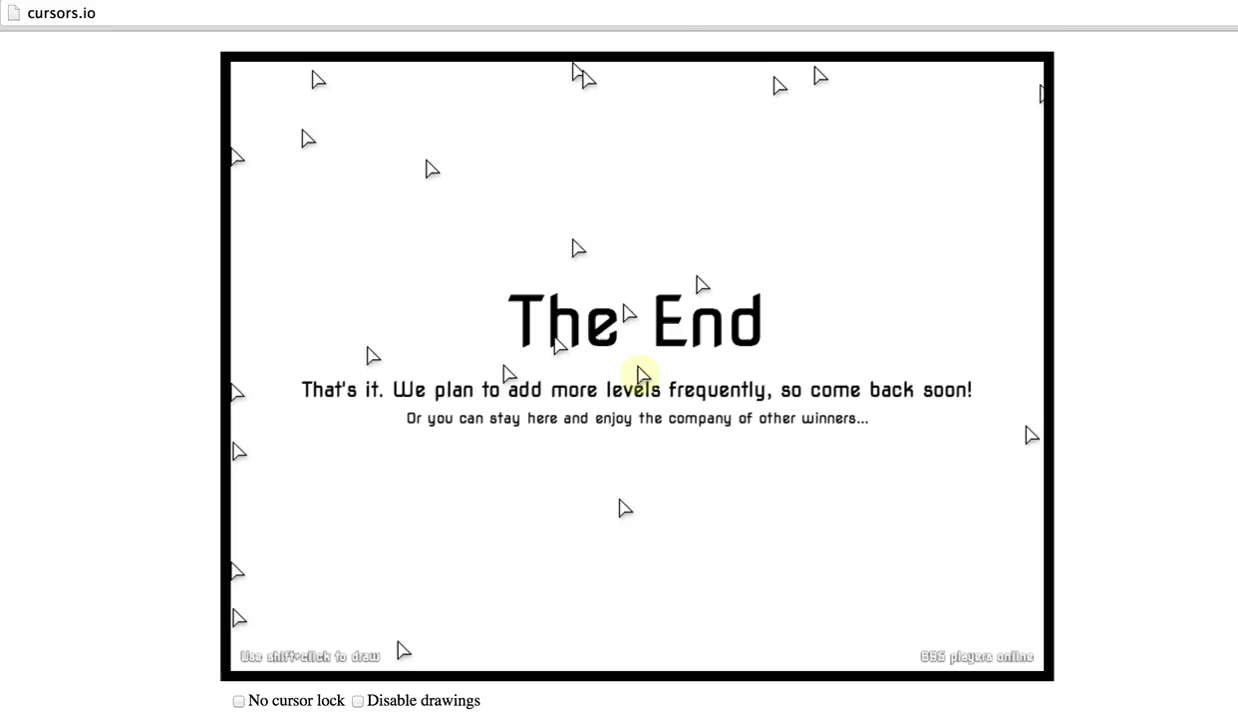 cursors.io
The End
That's it. We plan to add more levels frequently, so come back soon!
Or you can stay here and enjoy the company of other winners...
Use shift+click to draw
players online
No cursor lock Disable drawings